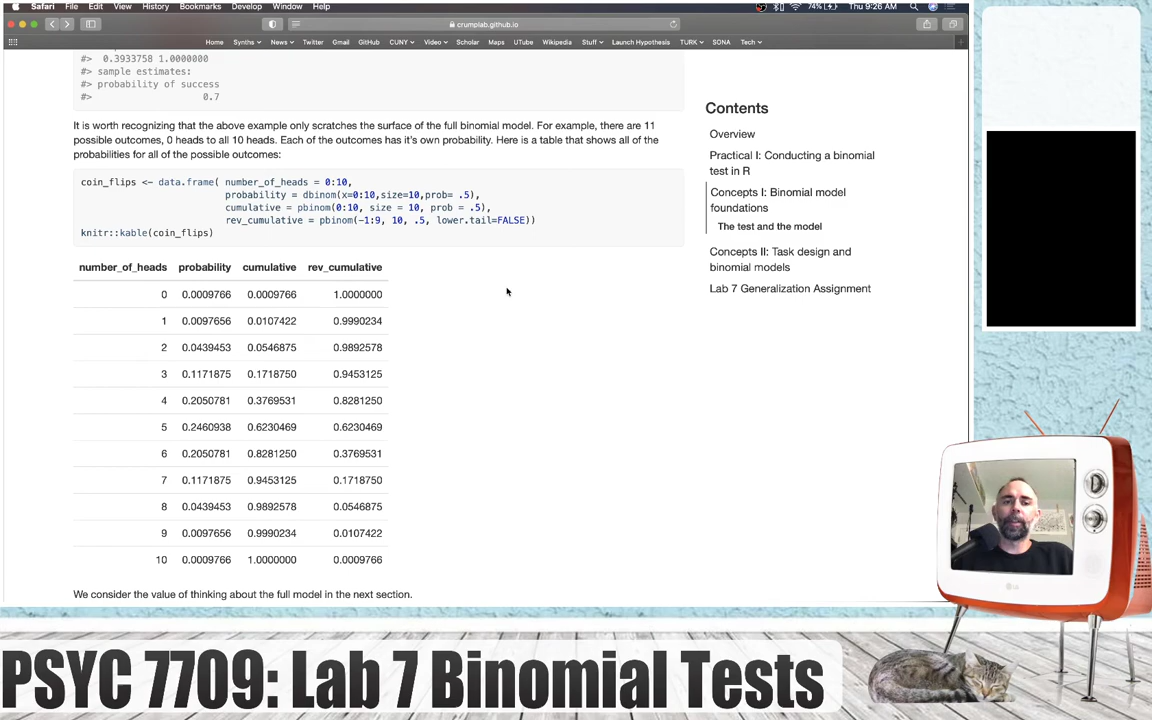 Safari File Edit View History Bookmarks Develop Window Help 74% Thu 9:26 AM
crumplab.github.io
Home Synths News Twitter Gmail GitHub CUNY Video Scholar Maps UTube Wikipedia Stuff Launch Hypothesis TURK SONA Tech
#> 0.3933758 1.0000000
#> sample estimates:
#> probability of success
#> 0.7
It is worth recognizing that the above example only scratches the surface of the full binomial model. For example, there are 11
possible outcomes, 0 heads to all 10 heads. Each of the outcomes has it's own probability. Here is a table that shows all of the
probabilities for all of the possible outcomes:
coin_flips <- data.frame( number_of_heads = 0:10,
probability = dbinom(x=0:10,size=10,prob= .5),
cumulative = pbinom(0:10, size = 10, prob = .5),
rev_cumulative = pbinom(-1:9, 10, .5, lower.tail=FALSE))
knitr::kable(coin_flips)
number_of_heads probability cumulative rev_cumulative
0 0.0009766 0.0009766 1.0000000
1 0.0097656 0.0107422 0.9990234
2 0.0439453 0.0546875 0.9892578
3 0.1171875 0.1718750 0.9453125
4 0.2050781 0.3769531 0.8281250
5 0.2460938 0.6230469 0.6230469
6 0.2050781 0.8281250 0.3769531
7 0.1171875 0.9453125 0.1718750
8 0.0439453 0.9892578 0.0546875
9 0.0097656 0.9990234 0.0107422
10 0.0009766 1.0000000 0.0009766
We consider the value of thinking about the full model in the next section.
Contents
Overview
Practical I: Conducting a binomial
test in R
Concepts I: Binomial model
foundations
The test and the model
Concepts II: Task design and
binomial models
Lab 7 Generalization Assignment
LG
PSYC 7709: Lab 7 Binomial Tests